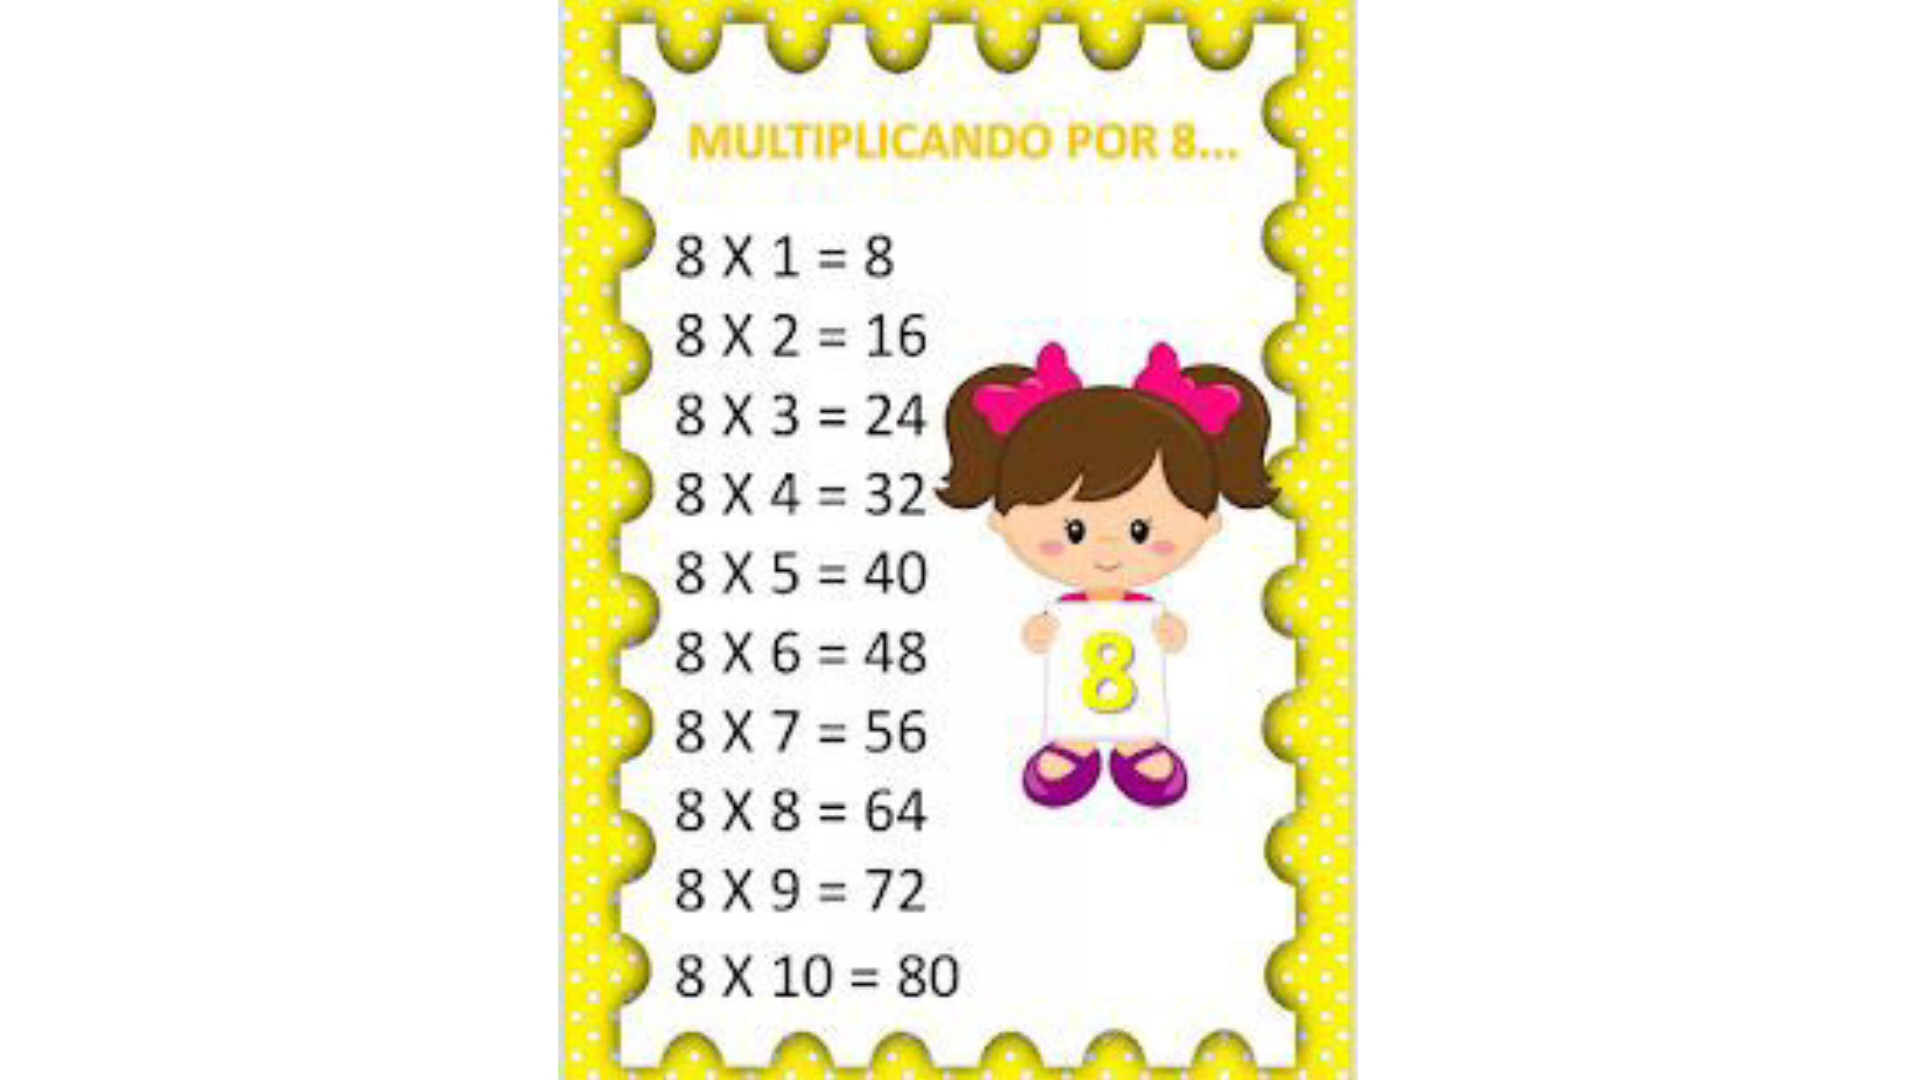 MULTIPLICANDO POR 8...
8 X 1 = 8
8 X 2 = 16
8 X 3 = 24
8 X 4 = 32
8 X 5 = 40
8 X 6 = 48
8 X 7 = 56
8 X 8 = 64
8 X 9 = 72
8 X 10 = 80
8